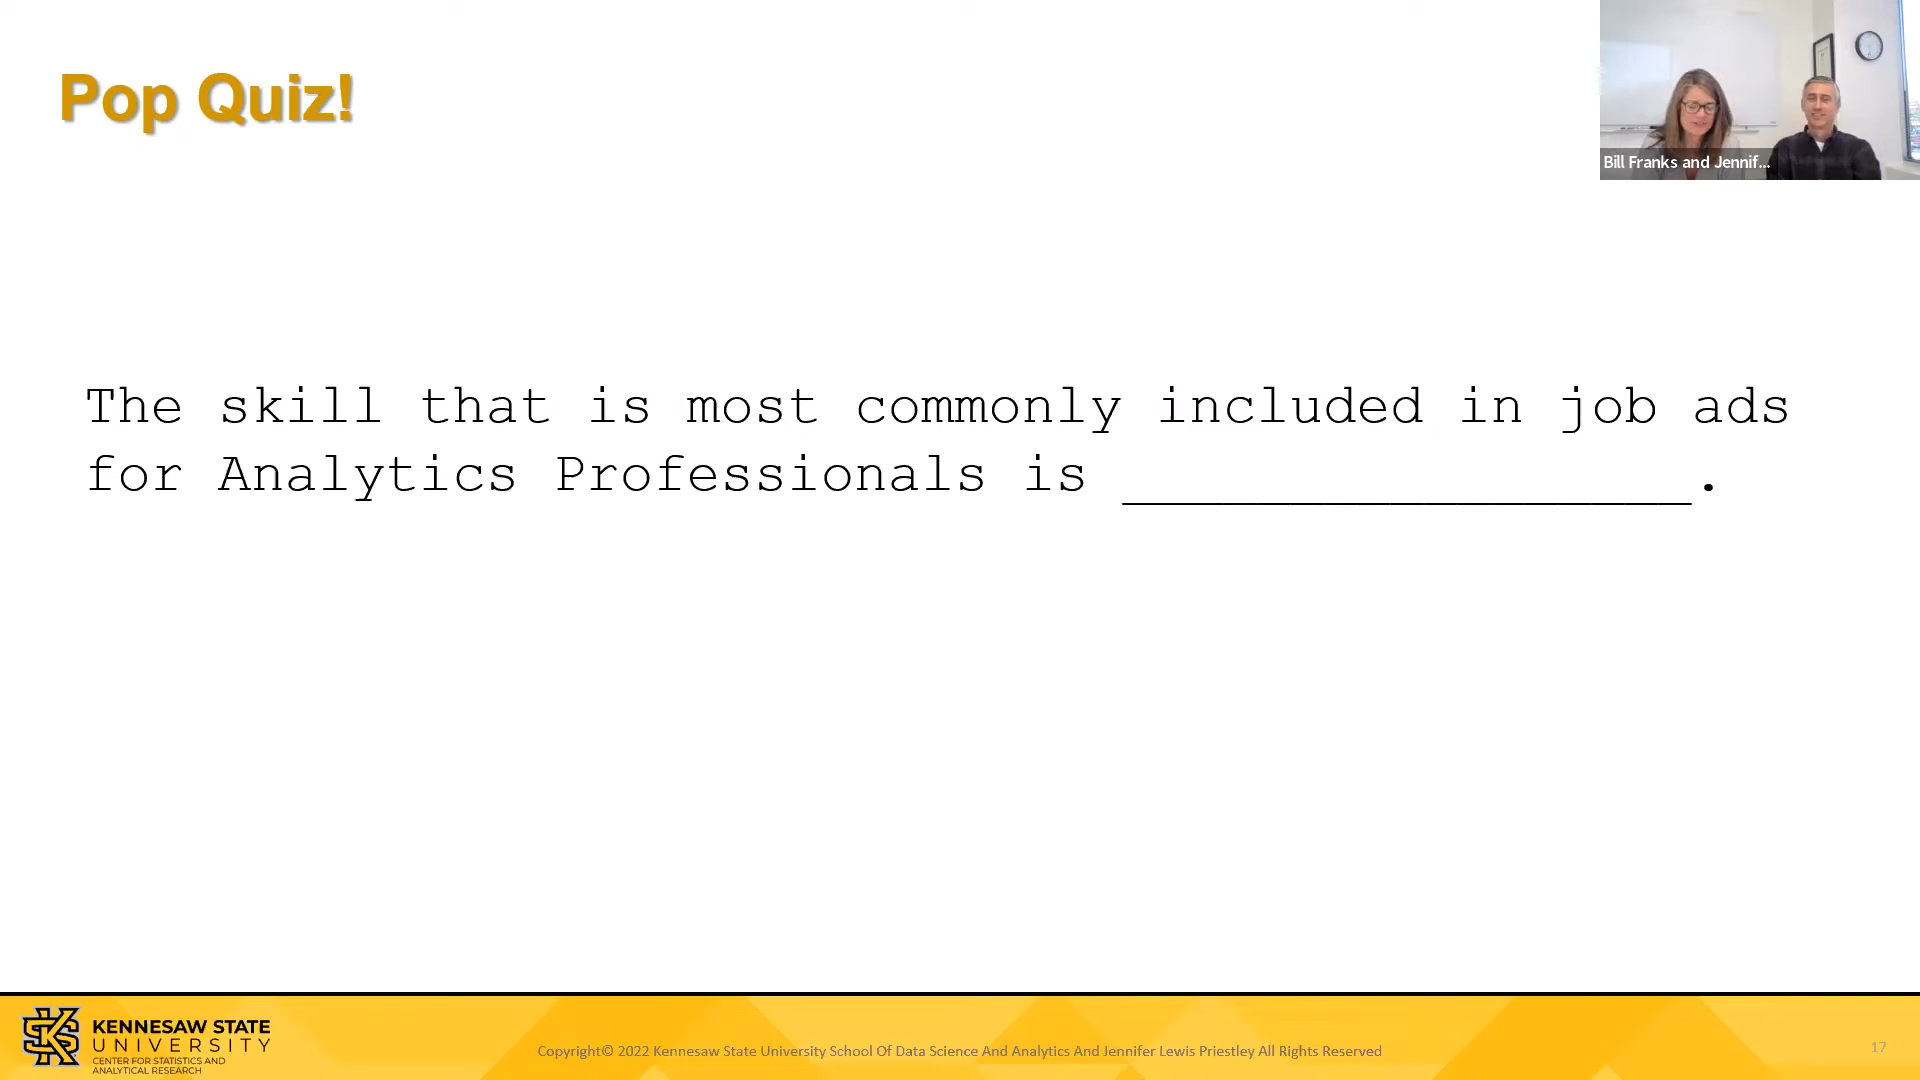 Pop Quiz!
Bill Franks and Jennif...
The skill that is most commonly included in job ads
for Analytics Professionals is _________________.
KENNESAW STATE
UNIVERSITY
CENTER FOR STATISTICS AND
ANALYTICAL RESEARCH
Copyright© 2022 Kennesaw State University School Of Data Science And Analytics And Jennifer Lewis Priestley All Rights Reserved
17